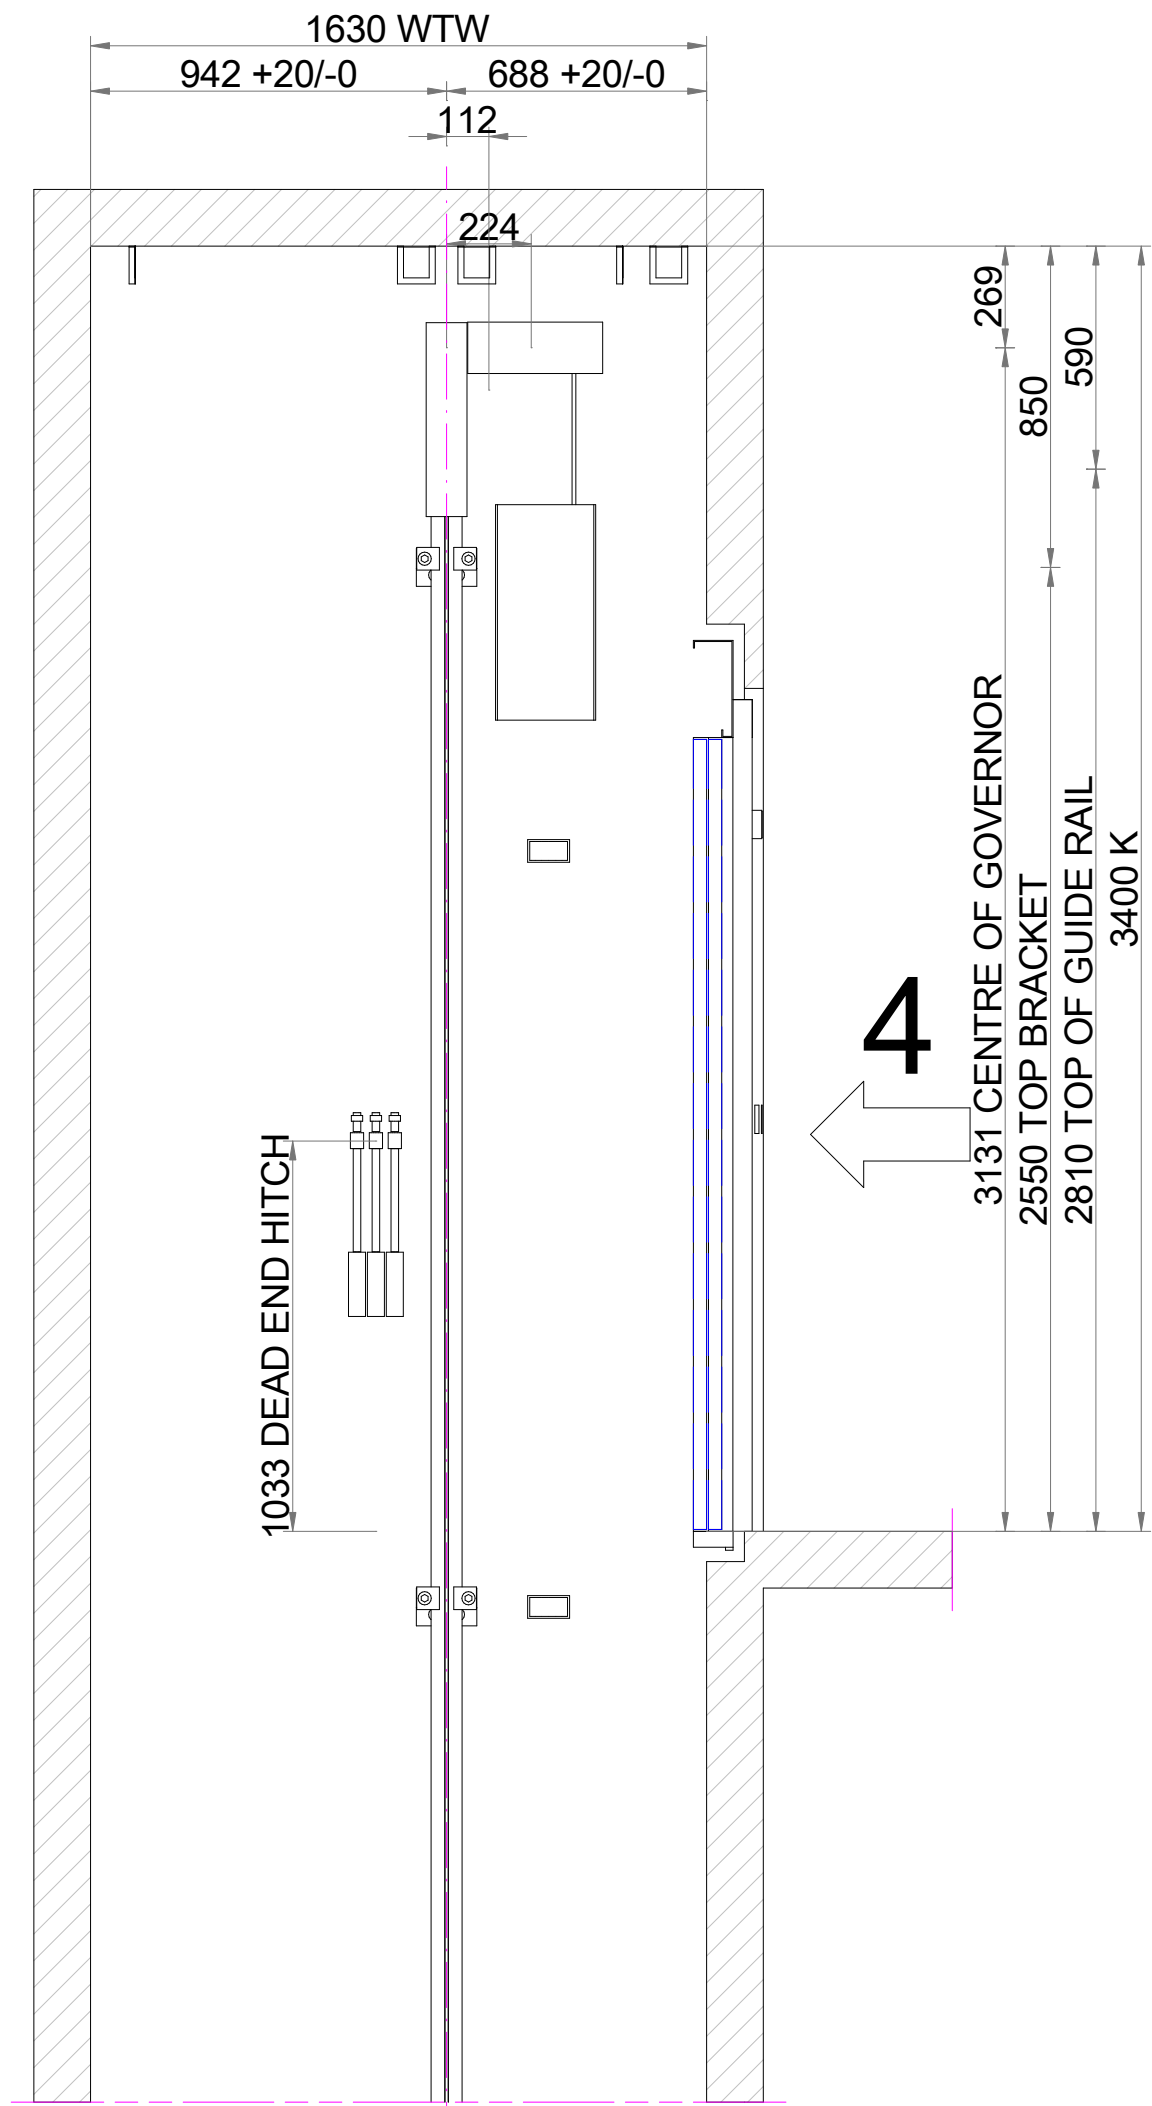 1630 WTW
942 +20/-0
688 +20/-0
112
224
269
850
590
3131 CENTRE OF GOVERNOR
2550 TOP BRACKET
2810 TOP OF GUIDE RAIL
3400 K
4
1033 DEAD END HITCH